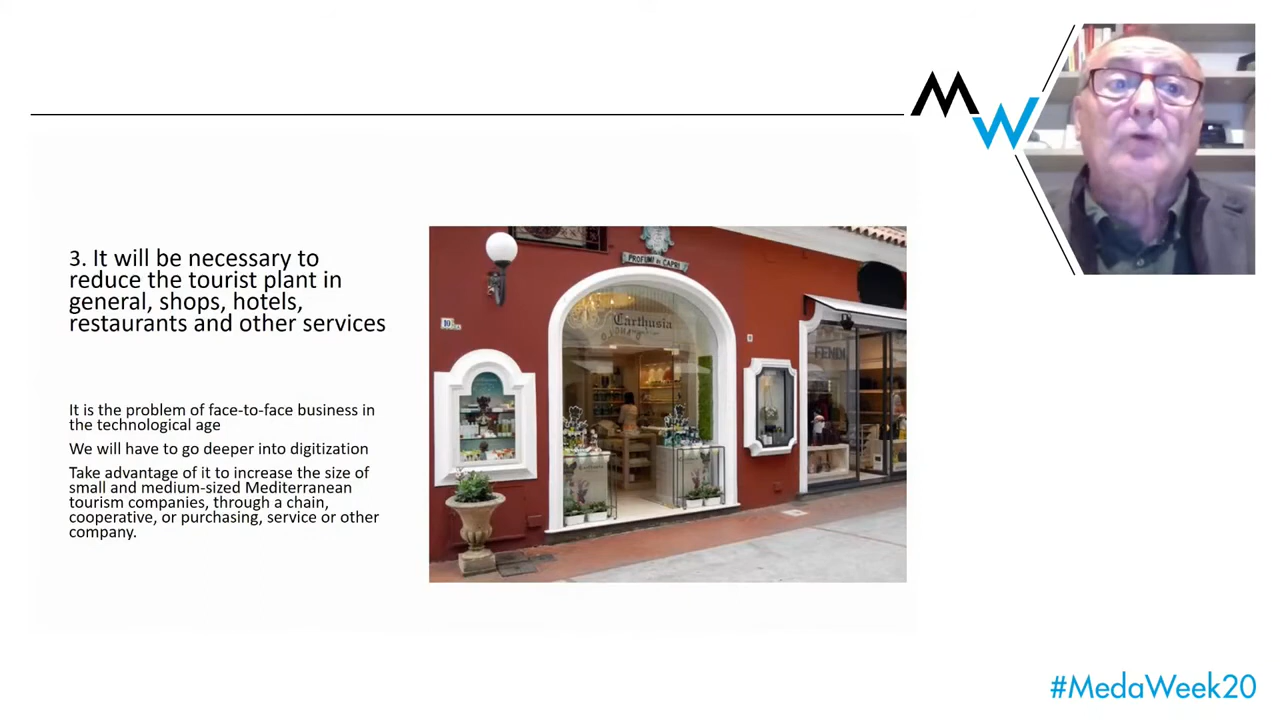 MW
3. It will be necessary to
reduce the tourist plant in
general, shops, hotels,
restaurants and other services
It is the problem of face-to-face business in
the technological age
We will have to go deeper into digitization
Take advantage of it to increase the size of
small and medium-sized Mediterranean
tourism companies, through a chain,
cooperative, or purchasing, service or other
company.
PROFUMI di CAPRI
Carthusia
FENDI
10
#MedaWeek20